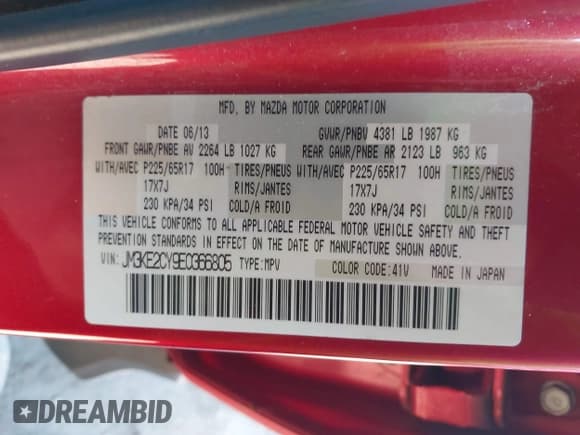 MFD. BY MAZDA MOTOR CORPORATION
DATE 06/13 GVWR/PNBV 4381 LB 1987 KG
FRONT GAWR/PNBE AV 2264 LB 1027 KG REAR GAWR/PNBE AR 2123 LB 963 KG
WITH/AVEC P225/65R17 100H TIRES/PNEUS WITH/AVEC P225/65R17 100H TIRES/PNEUS
17X7J RIMS/JANTES 17X7J RIMS/JANTES
230 KPA/34 PSI COLD/A FROID 230 KPA/34 PSI COLD/A FROID
THIS VEHICLE CONFORMS TO ALL APPLICABLE FEDERAL MOTOR VEHICLE SAFETY AND THEFT
PREVENTION STANDARDS IN EFFECT ON THE DATE OF MANUFACTURE SHOWN ABOVE.
VIN: JM3KE2CY9E0366805 TYPE:MPV COLOR CODE:41V MADE IN JAPAN
DREAMBID